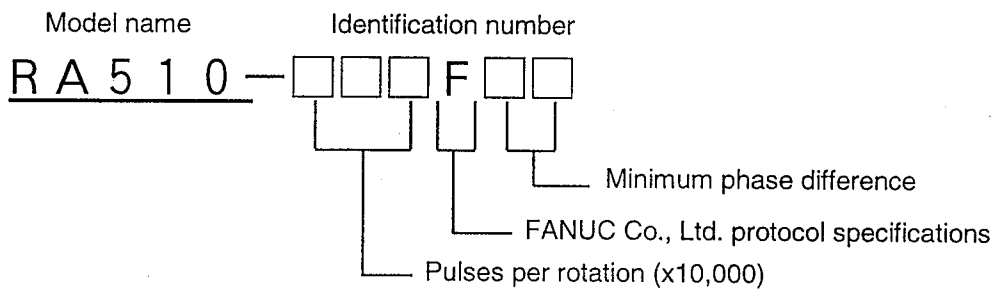 Model name Identification number
RA510-□□□F□□
Minimum phase difference
FANUC Co., Ltd. protocol specifications
Pulses per rotation (x10,000)